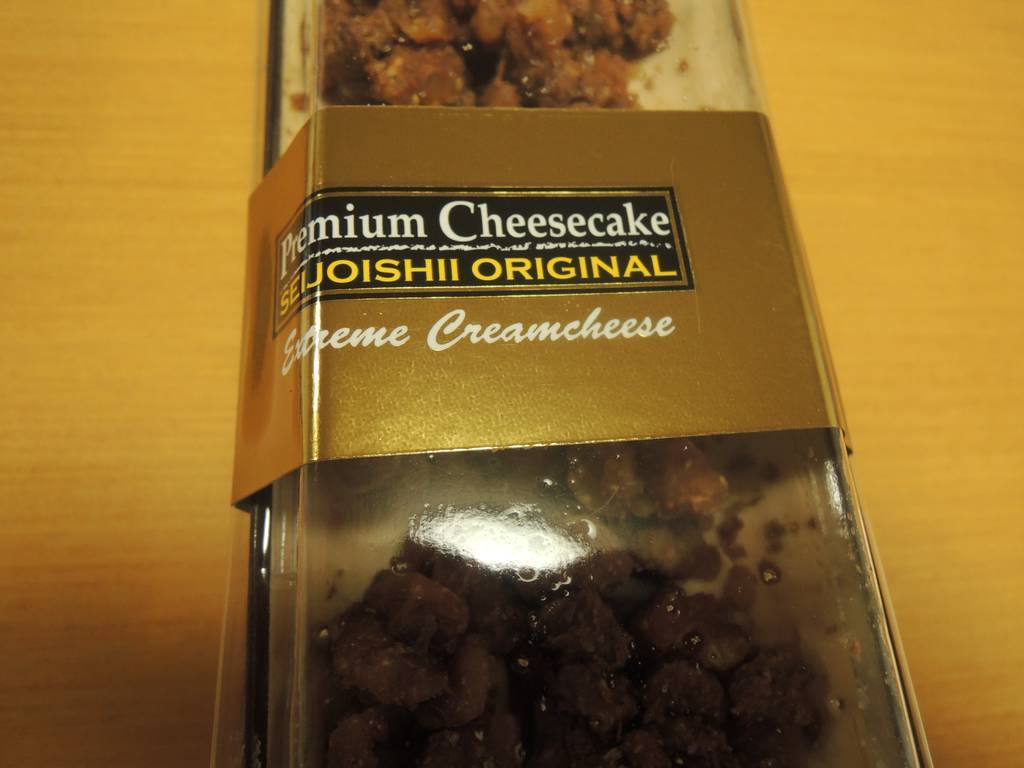 Premium Cheesecake
SEIJOISHII ORIGINAL
Extreme Creamcheese